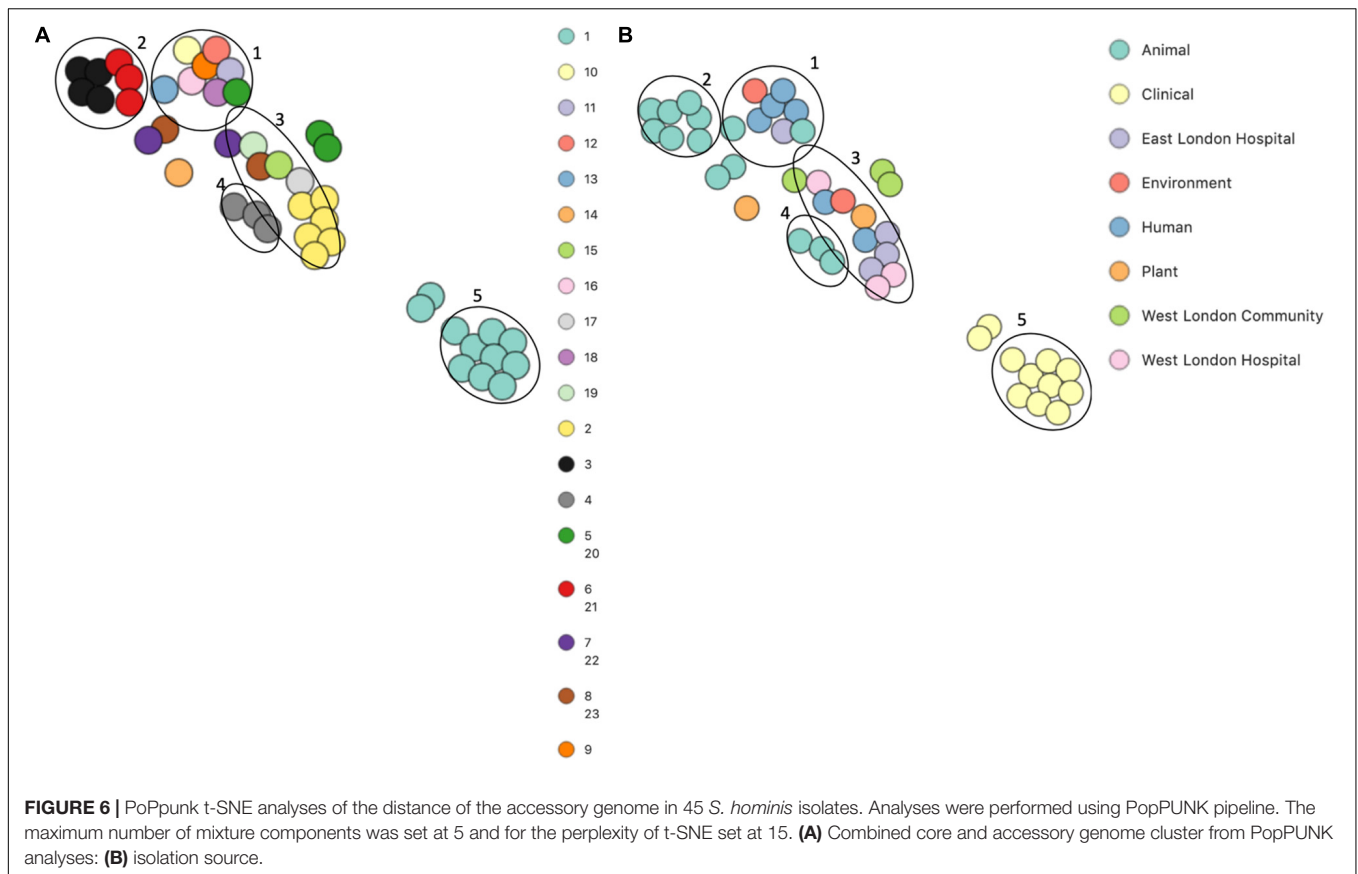 A
2
1
3
4
5
1
10
11
12
13
14
15
16
17
18
19
2
3
4
5
20
6
21
7
22
8
23
9
B
2
1
3
4
5
Animal
Clinical
East London Hospital
Environment
Human
Plant
West London Community
West London Hospital
FIGURE 6 | PoPpunk t-SNE analyses of the distance of the accessory genome in 45 S. hominis isolates. Analyses were performed using PopPUNK pipeline. The
maximum number of mixture components was set at 5 and for the perplexity of t-SNE set at 15. (A) Combined core and accessory genome cluster from PopPUNK
analyses: (B) isolation source.